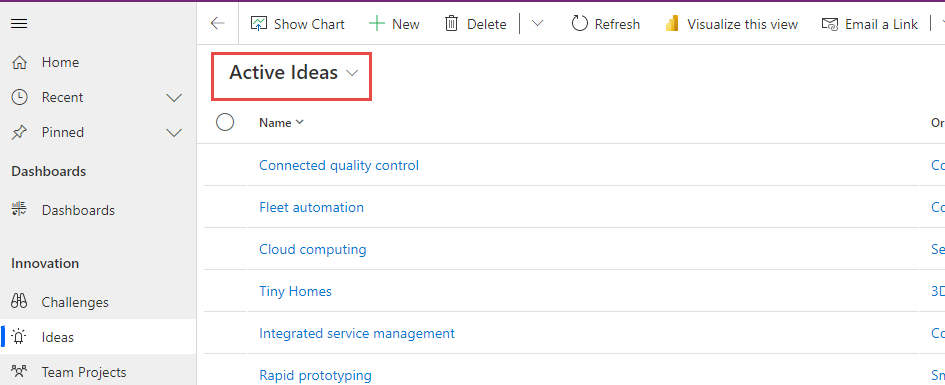 Show Chart New Delete Refresh Visualize this view Email a Link
Home
Recent
Pinned
Dashboards
Dashboards
Innovation
Challenges
Ideas
Team Projects
Active Ideas
Name Or
Connected quality control Co
Fleet automation Co
Cloud computing Se
Tiny Homes 3D
Integrated service management Co
Rapid prototyping Sm